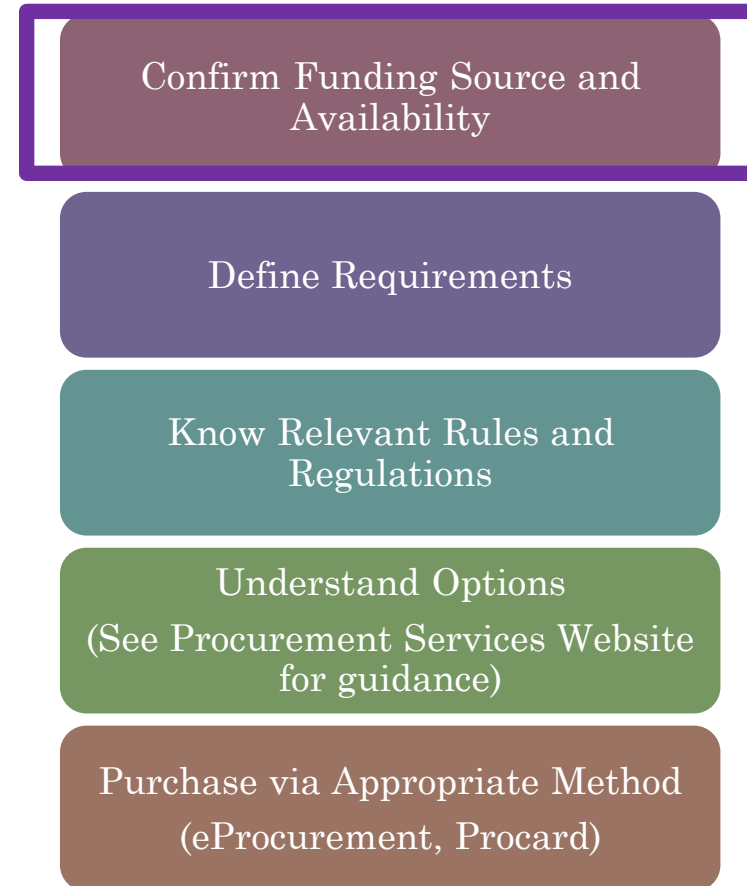 Confirm Funding Source and
Availability
Define Requirements
Know Relevant Rules and
Regulations
Understand Options
(See Procurement Services Website
for guidance)
Purchase via Appropriate Method
(eProcurement, Procard)